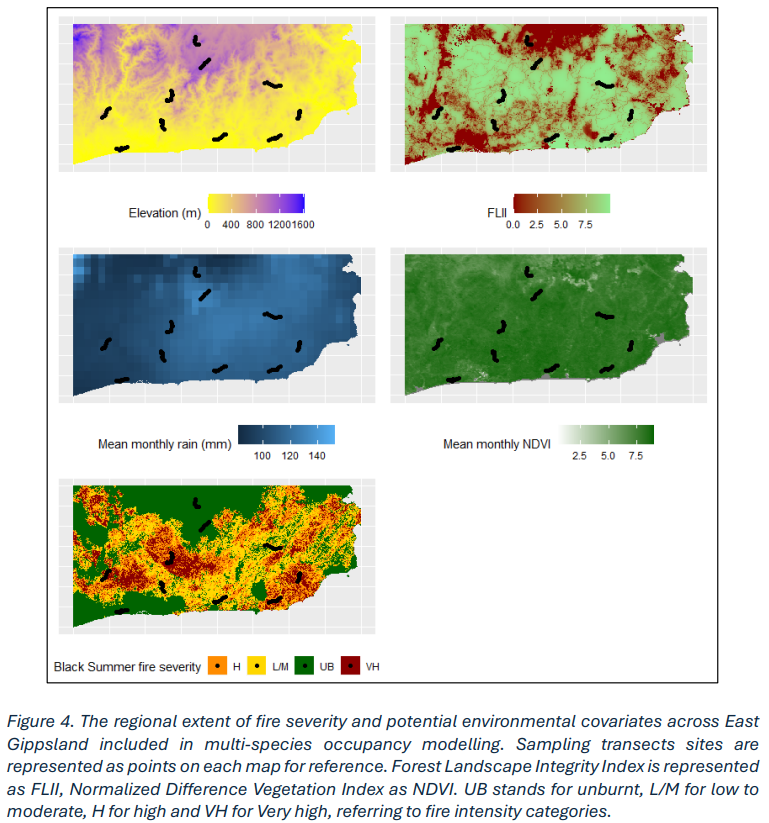 Elevation (m)
0 400 800 12001600
FLII
0.0 2.5 5.0 7.5
Mean monthly rain (mm)
100 120 140
Mean monthly NDVI
2.5 5.0 7.5
Black Summer fire severity H L/M UB VH
Figure 4. The regional extent of fire severity and potential environmental covariates across East
Gippsland included in multi-species occupancy modelling. Sampling transects sites are
represented as points on each map for reference. Forest Landscape Integrity Index is represented
as FLII, Normalized Difference Vegetation Index as NDVI. UB stands for unburnt, L/M for low to
moderate, H for high and VH for Very high, referring to fire intensity categories.